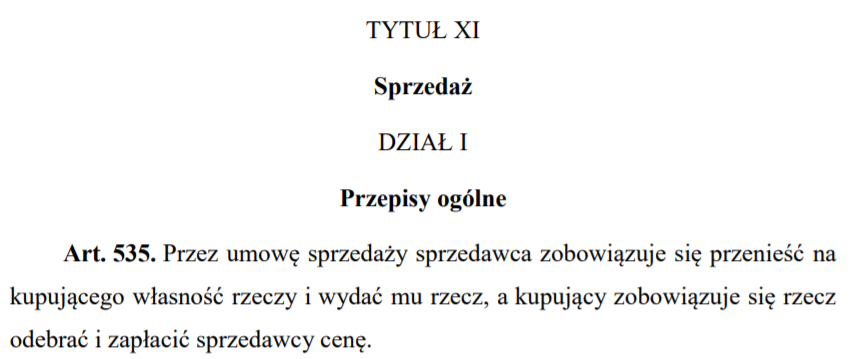 TYTUŁ XI
Sprzedaż
DZIAŁ I
Przepisy ogólne
Art. 535. Przez umowę sprzedaży sprzedawca zobowiązuje się przenieść na
kupującego własność rzeczy i wydać mu rzecz, a kupujący zobowiązuje się rzecz
odebrać i zapłacić sprzedawcy cenę.